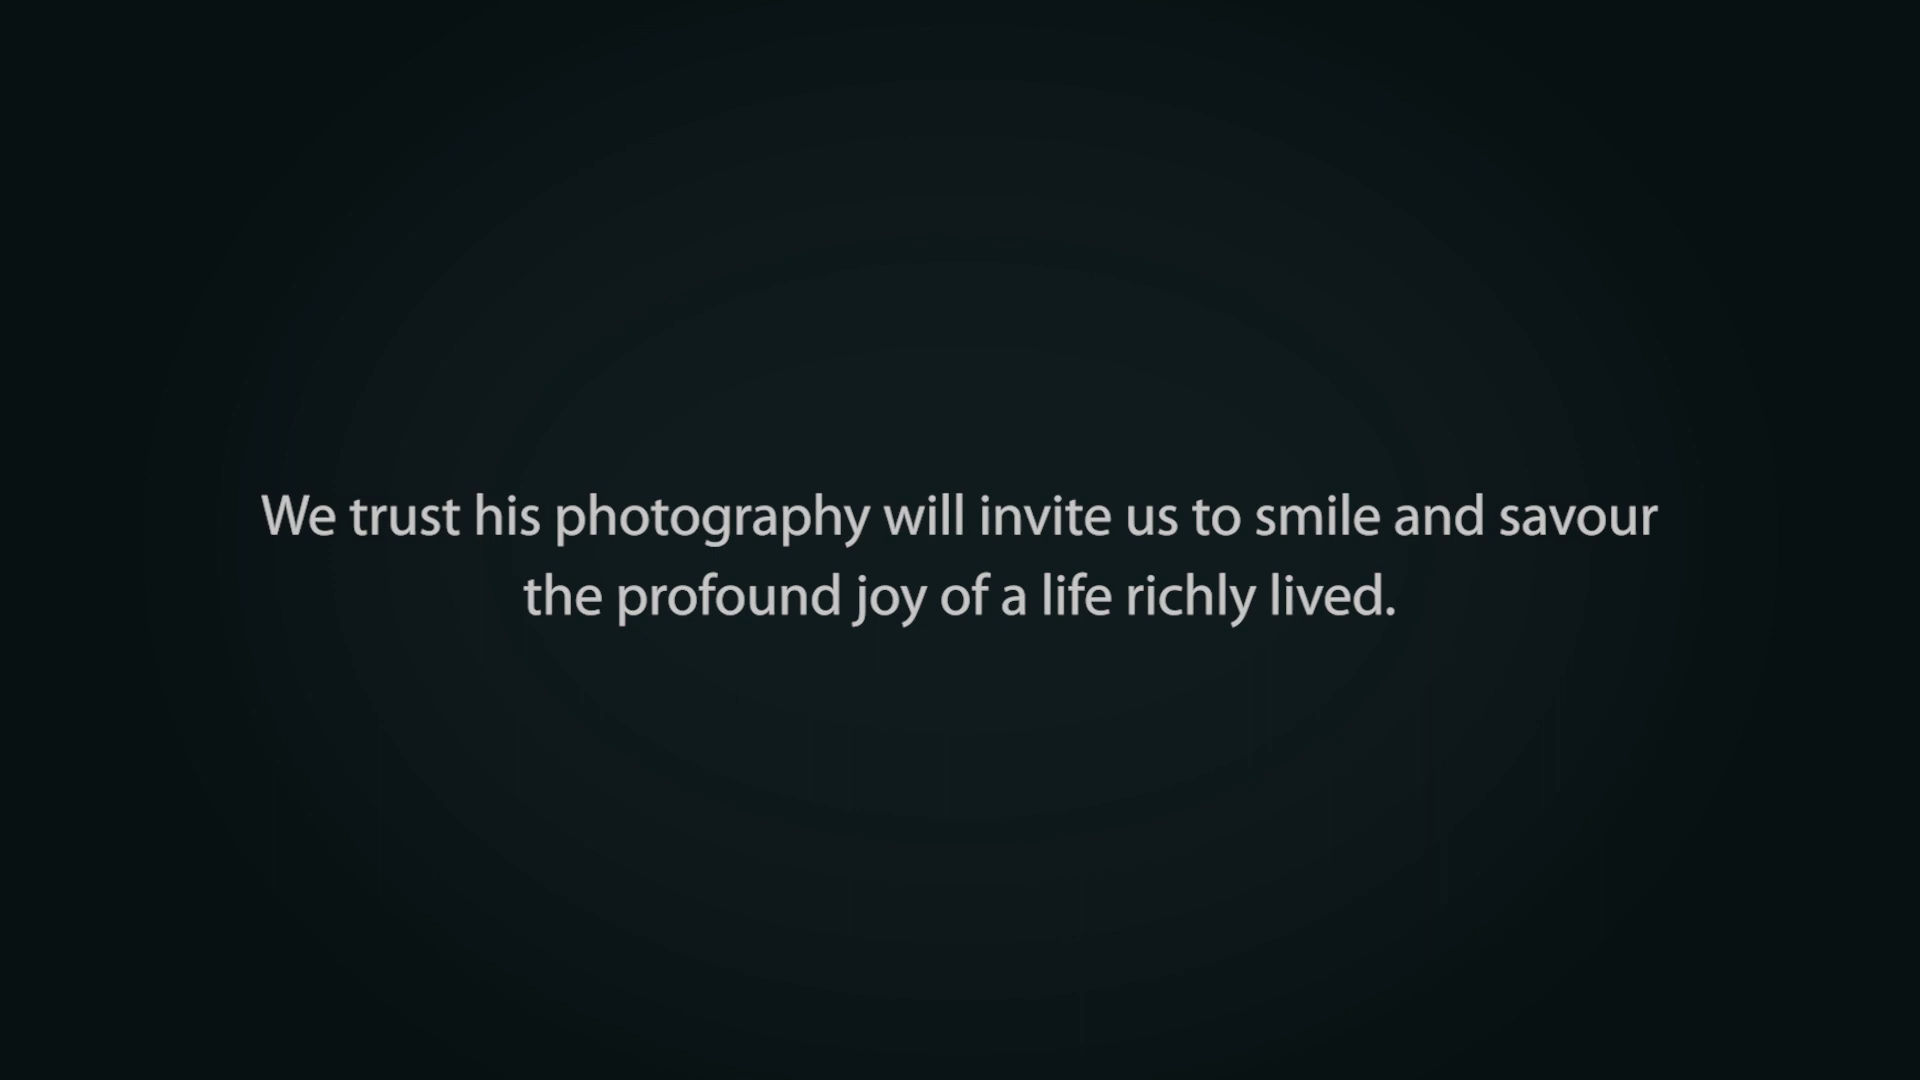 We trust his photography will invite us to smile and savour
the profound joy of a life richly lived.